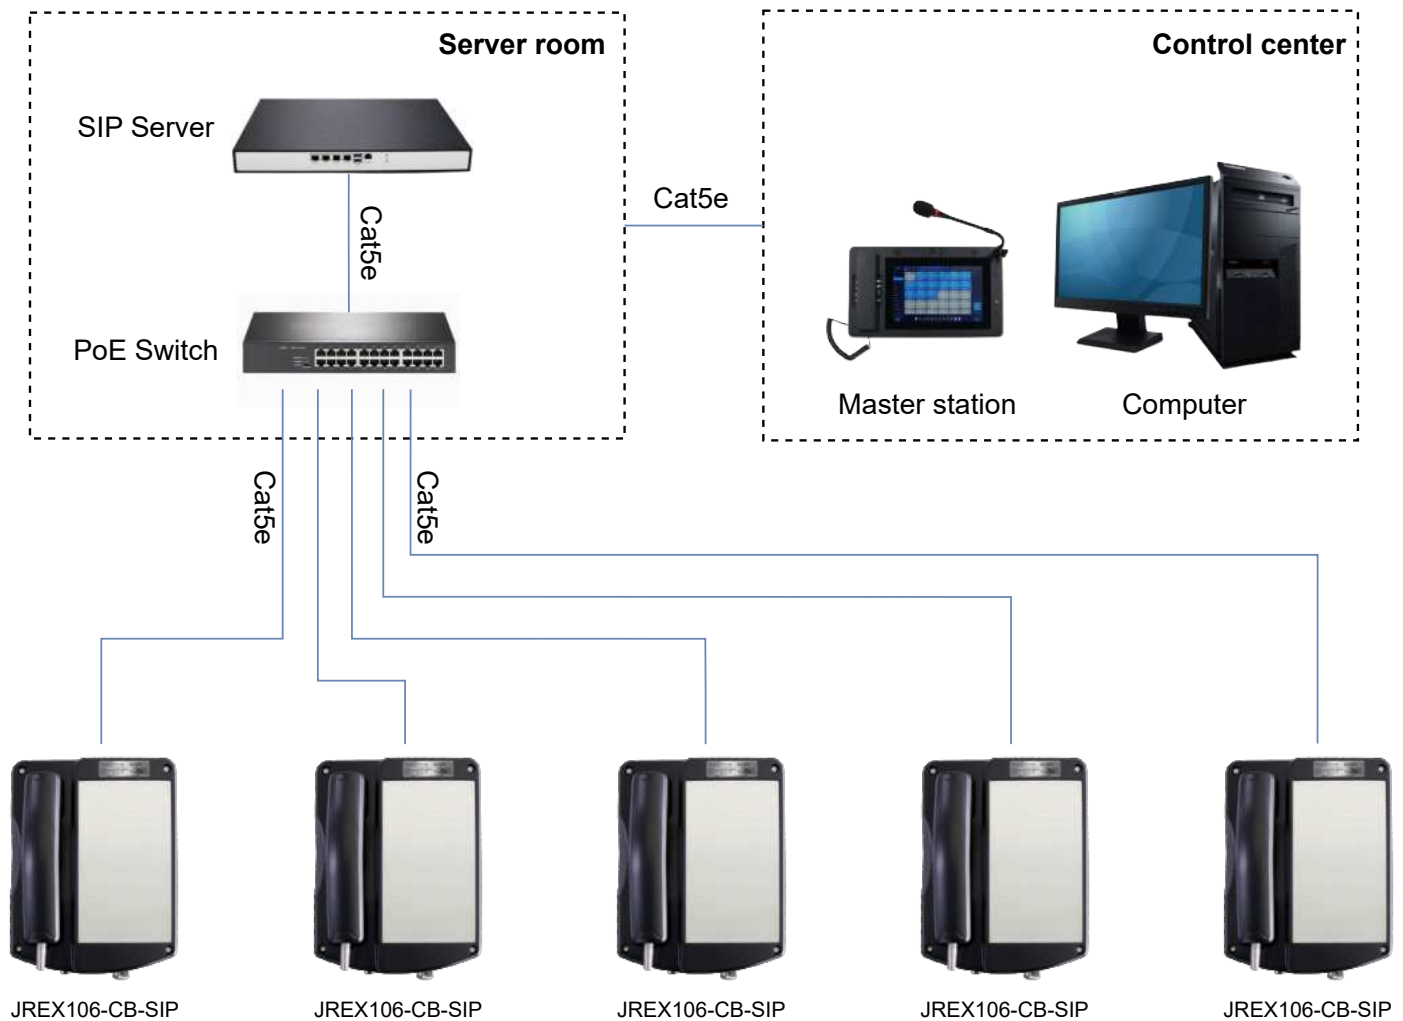 Server room
Control center
SIP Server
Cat5e
Cat5e
PoE Switch
Master station
Computer
Cat5e
Cat5e
JREX106-CB-SIP
JREX106-CB-SIP
JREX106-CB-SIP
JREX106-CB-SIP
JREX106-CB-SIP